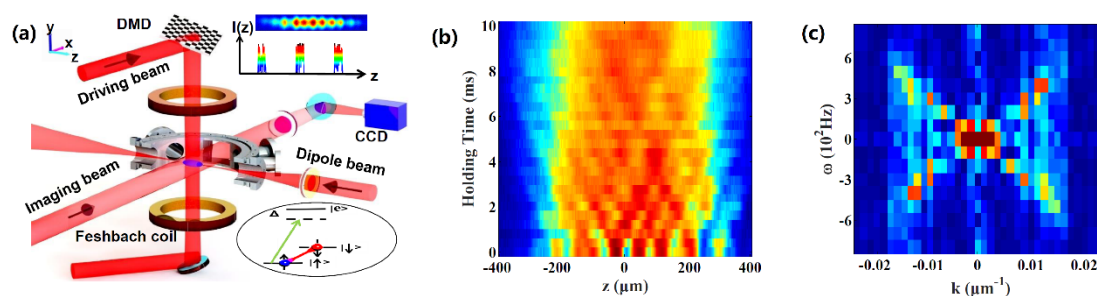 (a)
y
x
z
DMD
Driving beam
I(z)
z
CCD
Dipole beam
Imaging beam
Feshbach coil
Δ
|e>
|↓>
|↑>
(b)
Holding Time (ms)
10
8
6
4
2
0
-400
-200
0
200
400
z (μm)
(c)
ω (10² Hz)
6
3
0
-3
-6
-0.02
-0.01
0
0.01
0.02
k (μm⁻¹)